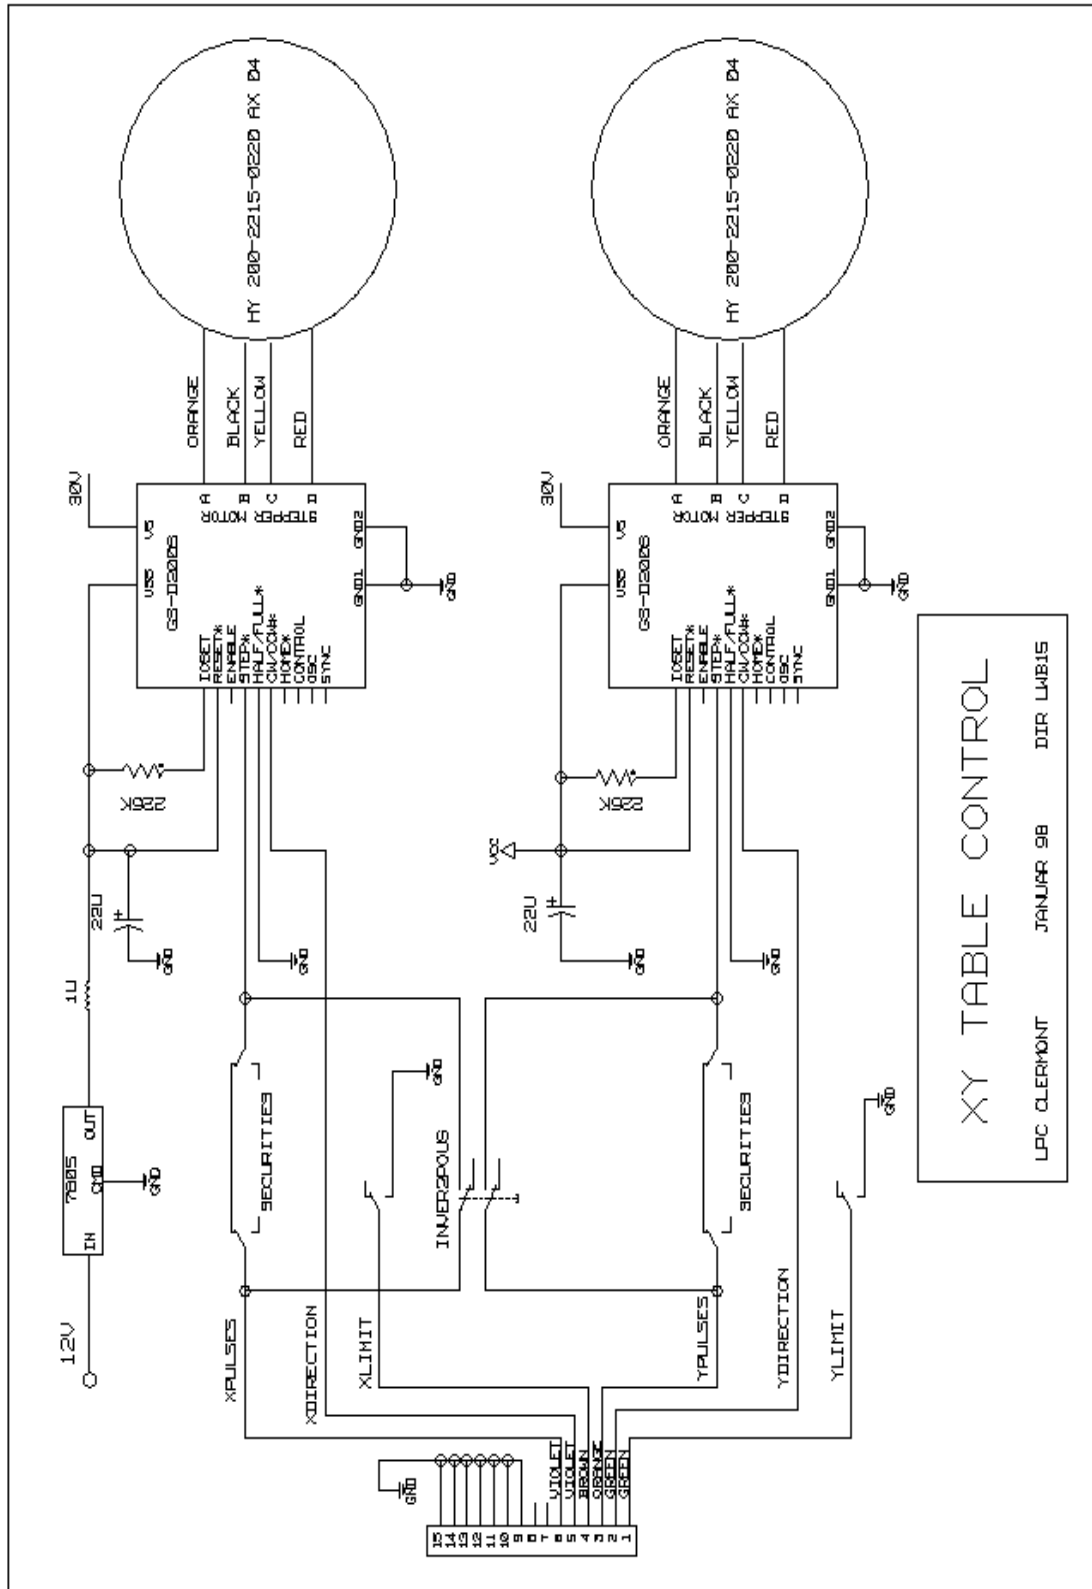 12V
7805
IN
OUT
GND
GND
1U
22U
GND
226K
30V
VSS
VS
GS-D200S
IOSET
RESET*
ENABLE
STEP*
HALF/FULL*
CW/CCW*
HOME*
CONTROL
OSC
SYNC
STEPPER MOTOR
A
B
C
D
GND1
GND2
GND
ORANGE
BLACK
YELLOW
RED
HY 200-2215-0220 AX 04
GND
XPULSES
SECURITIES
XDIRECTION
XLIMIT
GND
VCC
22U
GND
226K
30V
VSS
VS
GS-D200S
IOSET
RESET*
ENABLE
STEP*
HALF/FULL*
CW/CCW*
HOME*
CONTROL
OSC
SYNC
STEPPER MOTOR
A
B
C
D
GND1
GND2
GND
ORANGE
BLACK
YELLOW
RED
HY 200-2215-0220 AX 04
GND
YPULSES
SECURITIES
YDIRECTION
YLIMIT
GND
GND
15
14
13
12
11
10
9
8
7
6
5
4
3
2
1
VIOLET
VIOLET
BROWN
ORANGE
GREEN
GREEN
XY TABLE CONTROL
LPC CLERMONT JANUAR 98 DIR LWB15